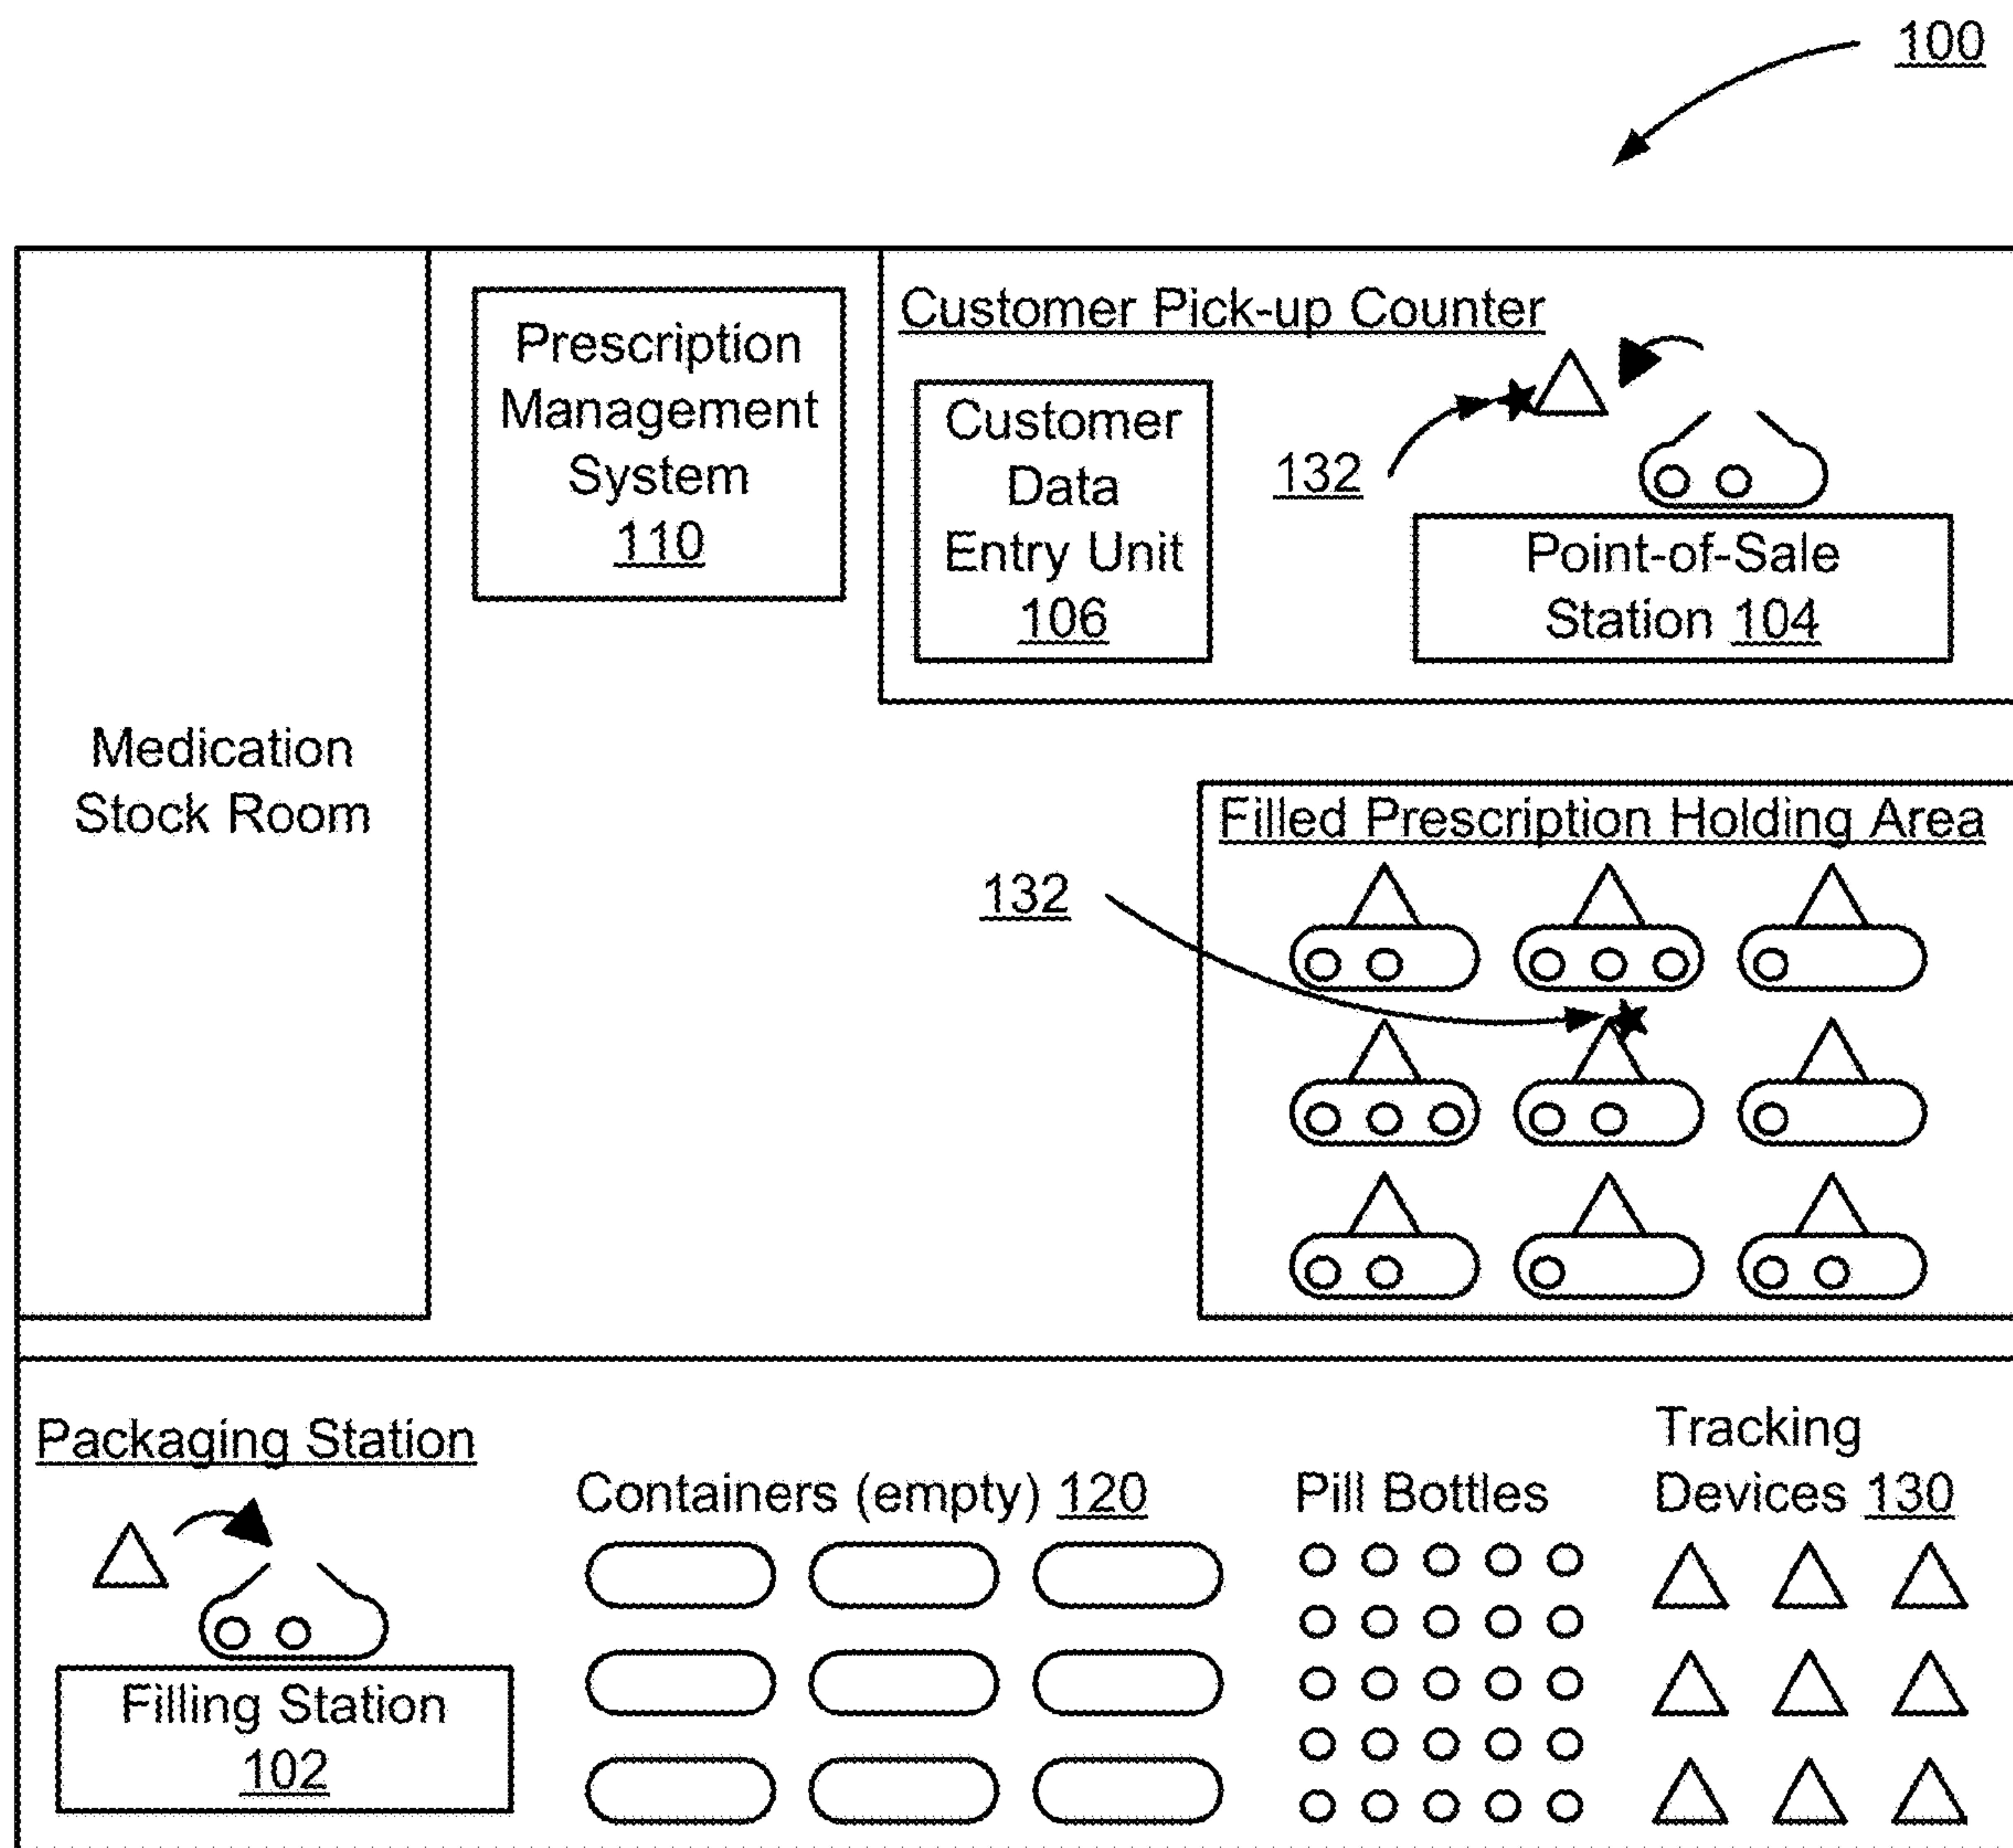 100
Prescription
Management
System
110
Customer Pick-up Counter
Customer
Data
Entry Unit
106
132
Point-of-Sale
Station 104
Medication
Stock Room
Filled Prescription Holding Area
132
Packaging Station
Filling Station
102
Containers (empty) 120
Pill Bottles
Tracking
Devices 130